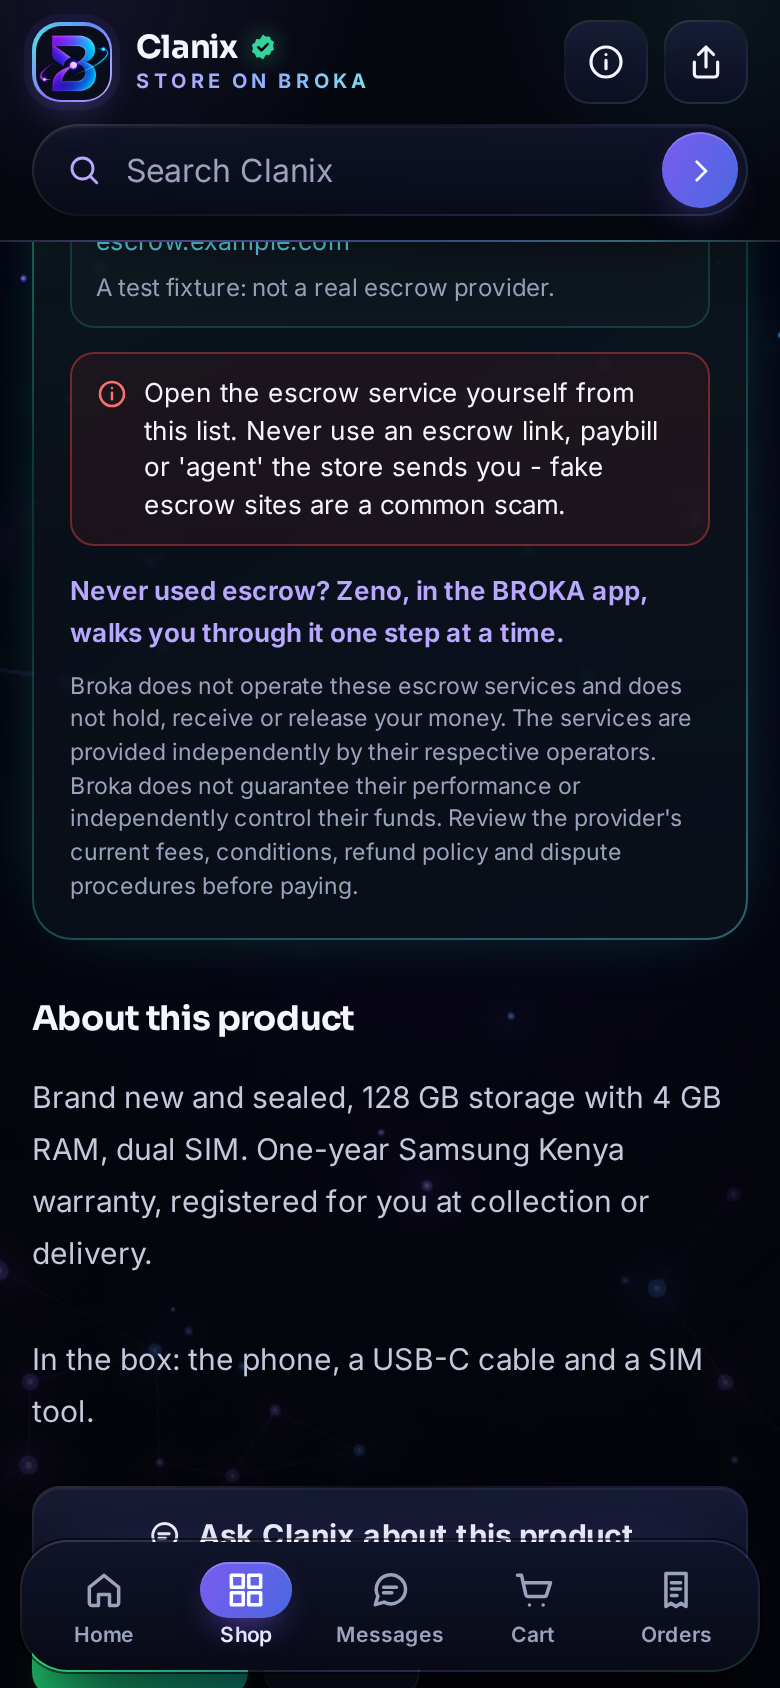 Clanix
STORE ON BROKA
Search Clanix
escrow.example.com
A test fixture: not a real escrow provider.
Open the escrow service yourself from
this list. Never use an escrow link, paybill
or 'agent' the store sends you - fake
escrow sites are a common scam.
Never used escrow? Zeno, in the BROKA app,
walks you through it one step at a time.
Broka does not operate these escrow services and does
not hold, receive or release your money. The services are
provided independently by their respective operators.
Broka does not guarantee their performance or
independently control their funds. Review the provider's
current fees, conditions, refund policy and dispute
procedures before paying.
About this product
Brand new and sealed, 128 GB storage with 4 GB
RAM, dual SIM. One-year Samsung Kenya
warranty, registered for you at collection or
delivery.
In the box: the phone, a USB-C cable and a SIM
tool.
Ask Clanix about this product
Home
Shop
Messages
Cart
Orders